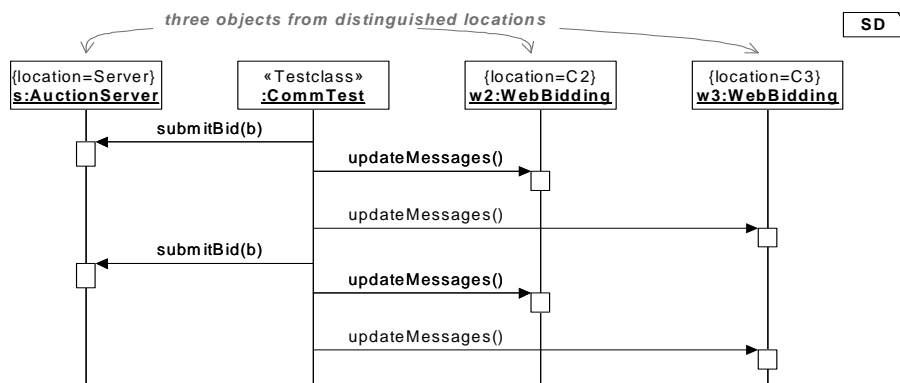 three objects from distinguished locations
SD
{location=Server}
s:AuctionServer
«Testclass»
:CommTest
{location=C2}
w2:WebBidding
{location=C3}
w3:WebBidding
submitBid(b)
updateMessages()
updateMessages()
submitBid(b)
updateMessages()
updateMessages()